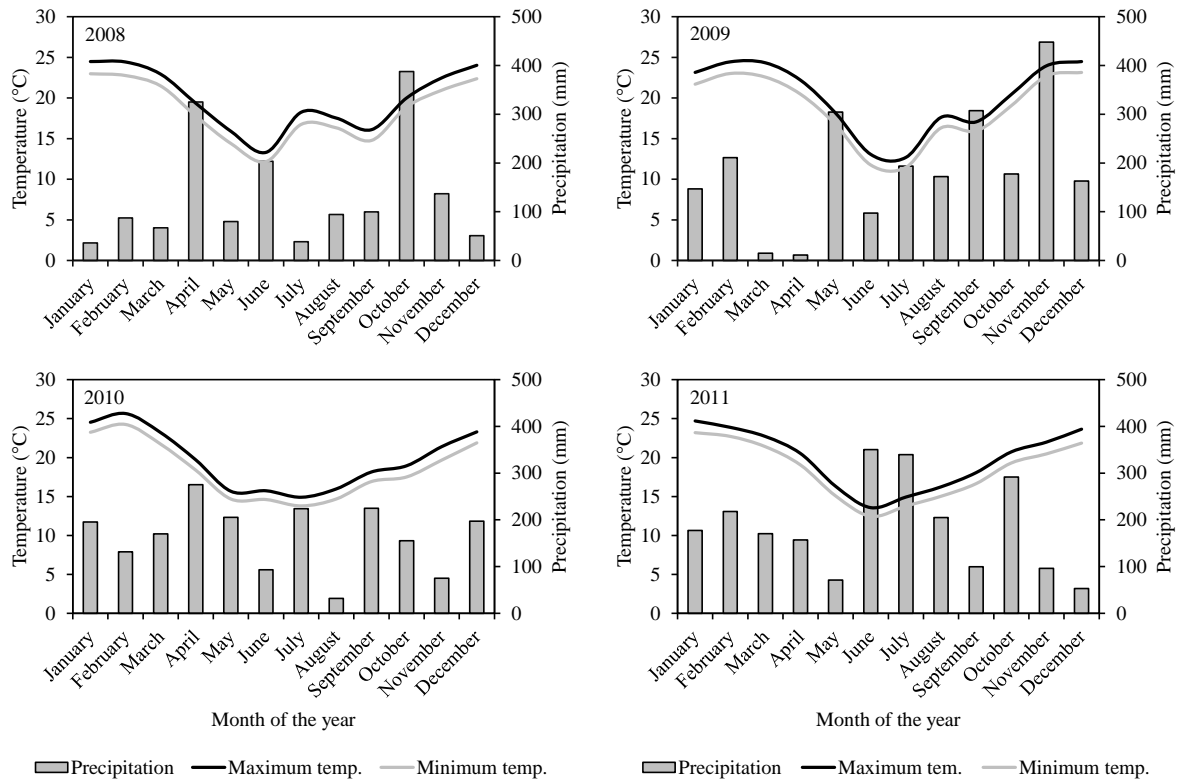 2008
30
25
20
15
10
5
0
Temperature (°C)
500
400
300
200
100
0
Precipitation (mm)
January
February
March
April
May
June
July
August
September
October
November
December
2009
30
25
20
15
10
5
0
Temperature (°C)
500
400
300
200
100
0
Precipitation (mm)
January
February
March
April
May
June
July
August
September
October
November
December
2010
30
25
20
15
10
5
0
Temperature (°C)
500
400
300
200
100
0
Precipitation (mm)
January
February
March
April
May
June
July
August
September
October
November
December
Month of the year
2011
30
25
20
15
10
5
0
Temperature (°C)
500
400
300
200
100
0
Precipitation (mm)
January
February
March
April
May
June
July
August
September
October
November
December
Month of the year
Precipitation Maximum temp. Minimum temp.
Precipitation Maximum tem. Minimum temp.